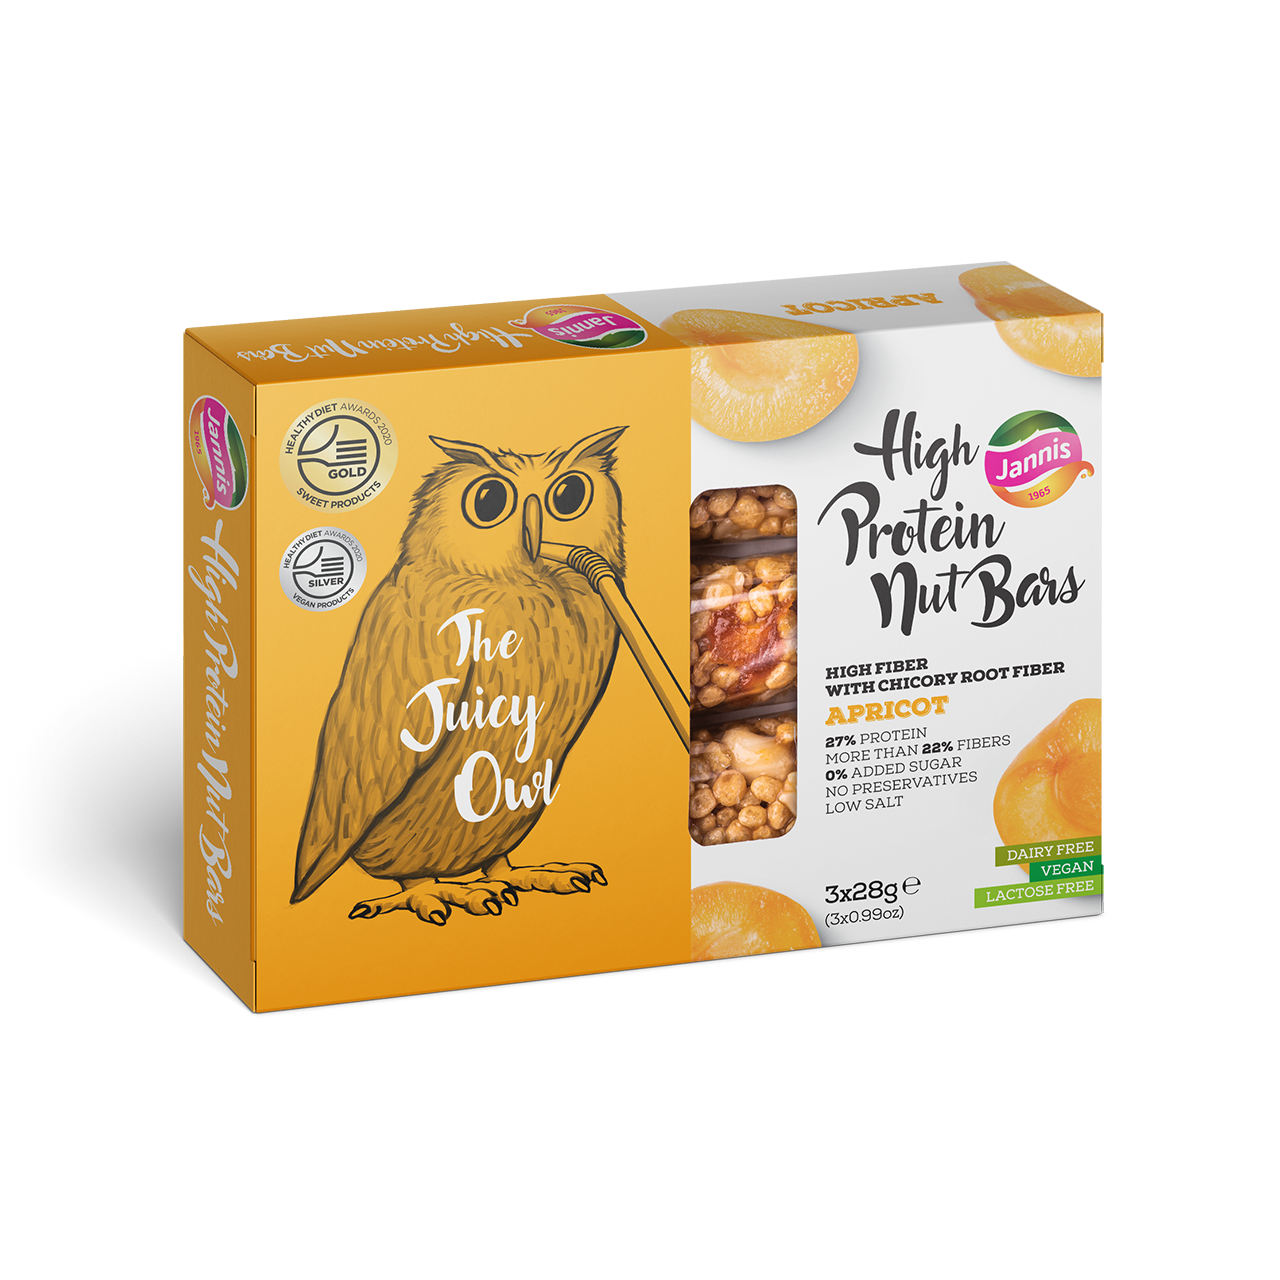 High Protein Nut Bars
Jannis
1965
APRICOT
Jannis
1965
High Protein Nut Bars
HEALTHY DIET AWARDS 2020
GOLD
SWEET PRODUCTS
HEALTHY DIET AWARDS 2020
SILVER
VEGAN PRODUCTS
The
Juicy
Owl
High
Protein
Nut Bars
Jannis
1965
HIGH FIBER
WITH CHICORY ROOT FIBER
APRICOT
27% PROTEIN
MORE THAN 22% FIBERS
0% ADDED SUGAR
NO PRESERVATIVES
LOW SALT
3x28g e
(3x0.99oz)
DAIRY FREE
VEGAN
LACTOSE FREE